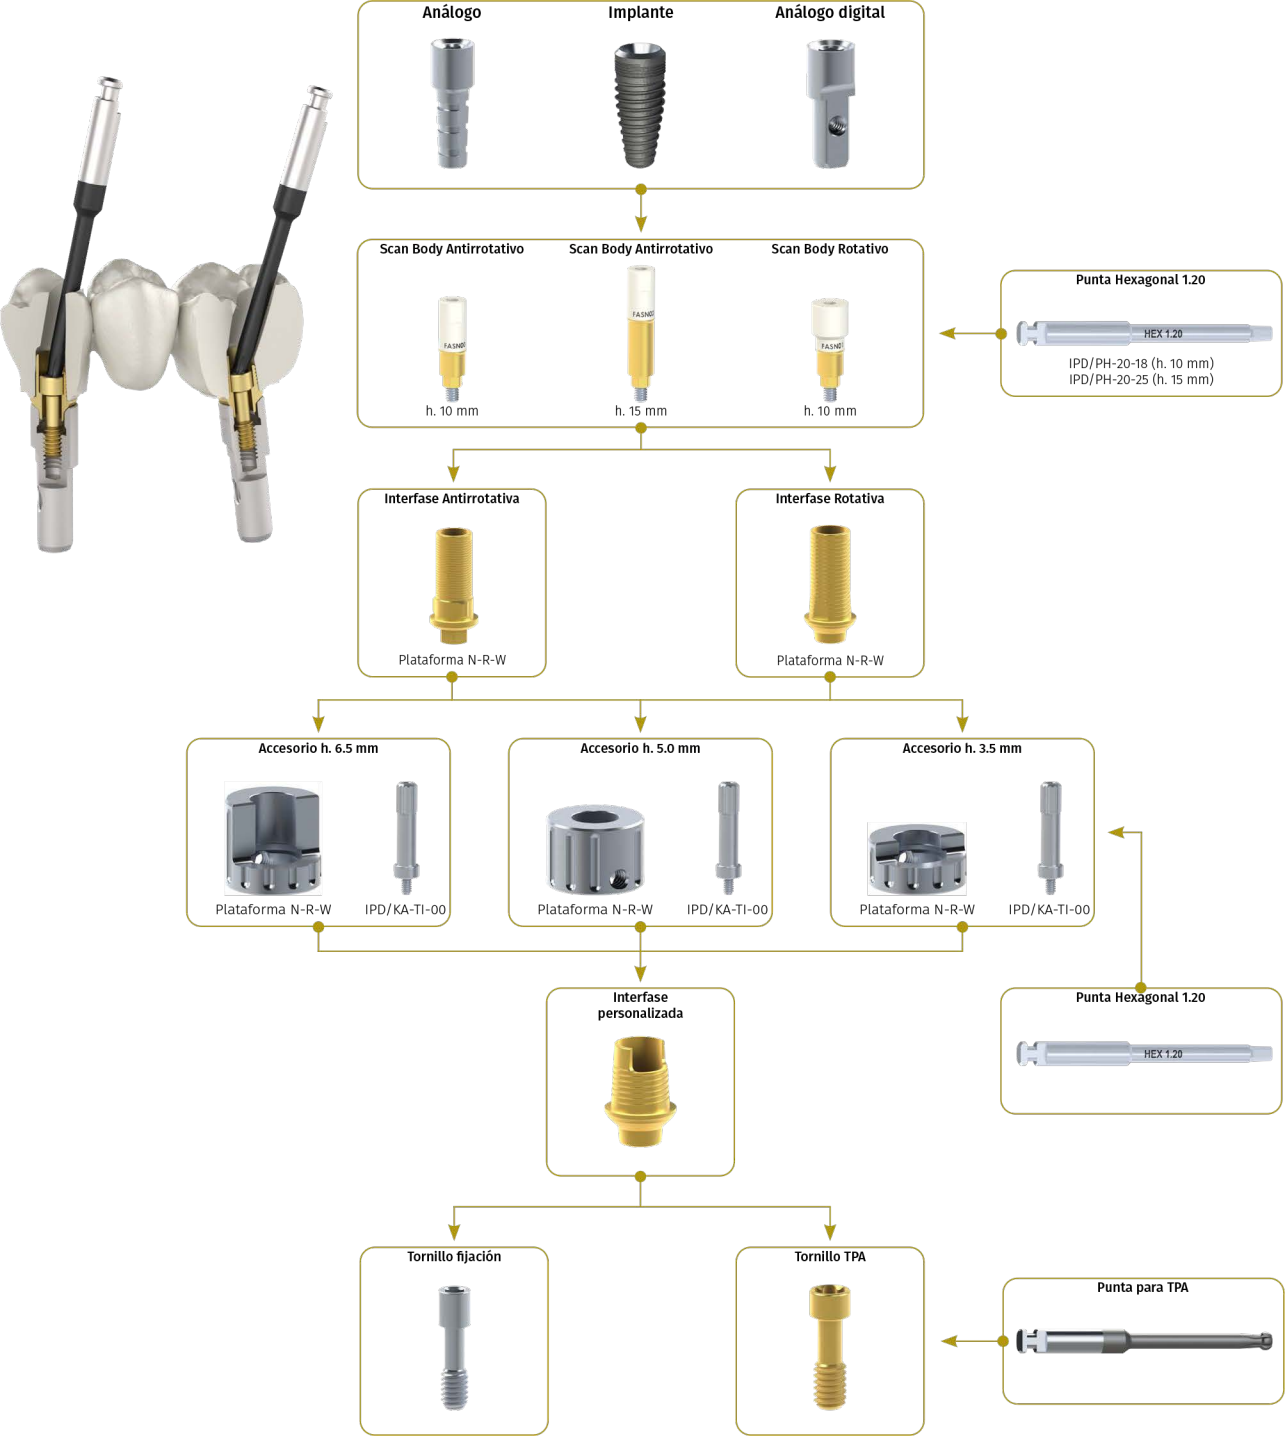 Análogo
Implante
Análogo digital
Scan Body Antirrotativo
Scan Body Antirrotativo
Scan Body Rotativo
FASN0
FASN0
FASN0
h. 10 mm
h. 15 mm
h. 10 mm
Punta Hexagonal 1.20
HEX 1.20
IPD/PH-20-18 (h. 10 mm)
IPD/PH-20-25 (h. 15 mm)
Interfase Antirrotativa
Plataforma N-R-W
Interfase Rotativa
Plataforma N-R-W
Accesorio h. 6.5 mm
Plataforma N-R-W
IPD/KA-TI-00
Accesorio h. 5.0 mm
Plataforma N-R-W
IPD/KA-TI-00
Accesorio h. 3.5 mm
Plataforma N-R-W
IPD/KA-TI-00
Interfase
personalizada
Punta Hexagonal 1.20
HEX 1.20
Tornillo fijación
Tornillo TPA
Punta para TPA